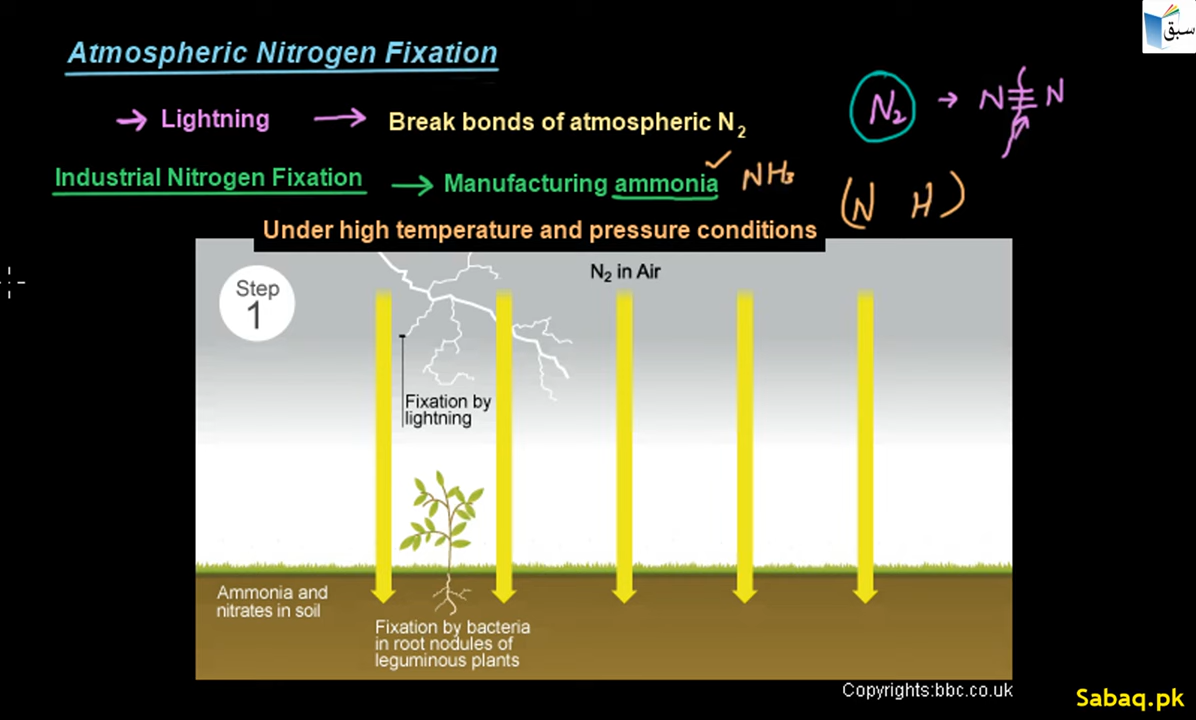 سبق
Atmospheric Nitrogen Fixation
→ Lightning → Break bonds of atmospheric N₂
N₂ → N≡N
Industrial Nitrogen Fixation → Manufacturing ammonia ✓ NH₃
(N H)
Under high temperature and pressure conditions
Step
1
N₂ in Air
Fixation by
lightning
Ammonia and
nitrates in soil
Fixation by bacteria
in root nodules of
leguminous plants
Copyrights:bbc.co.uk
Sabaq.pk